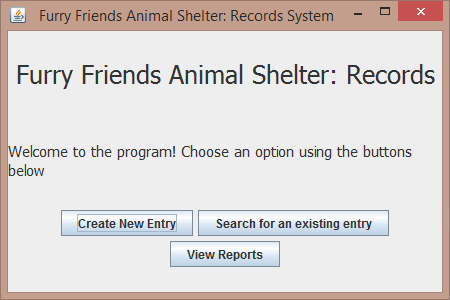 Furry Friends Animal Shelter: Records System
Furry Friends Animal Shelter: Records
Welcome to the program! Choose an option using the buttons
below
Create New Entry Search for an existing entry
View Reports